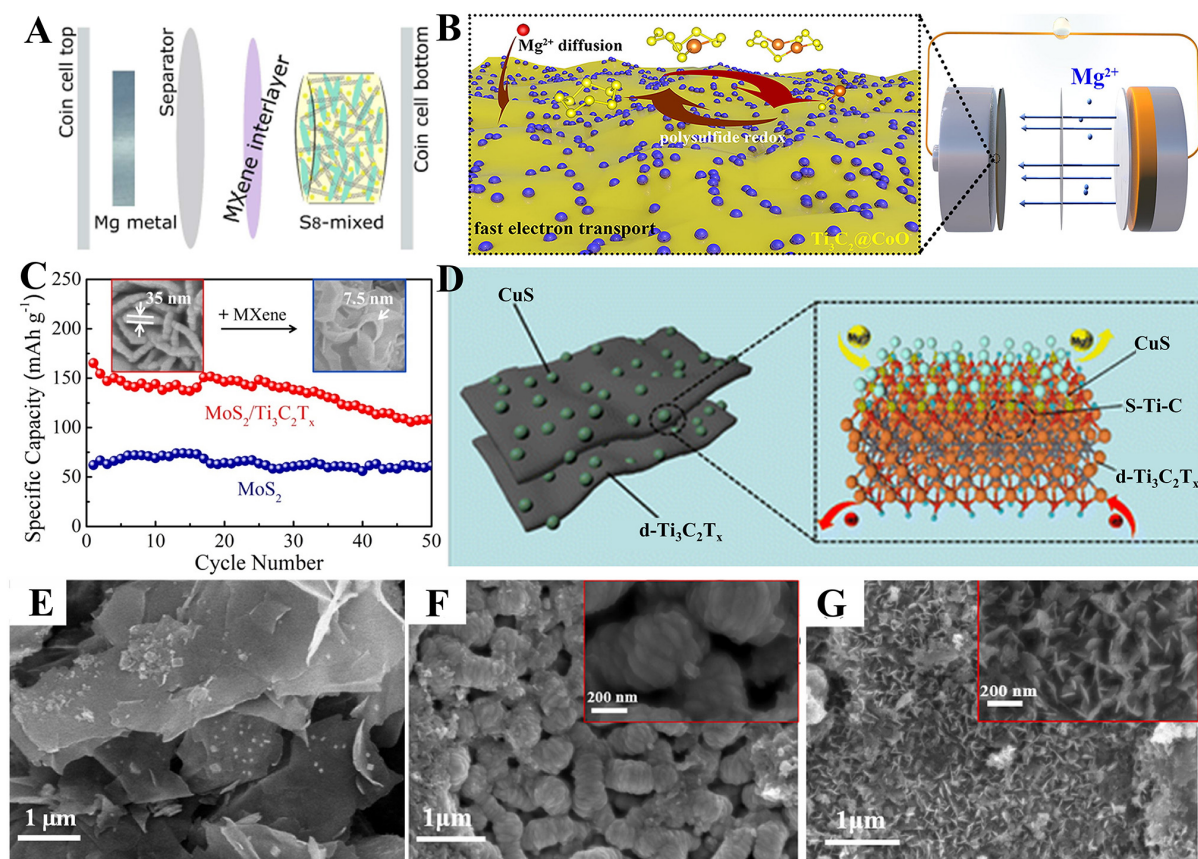 A
Coin cell top
Separator
MXene interlayer
Coin cell bottom
Mg metal
S8-mixed
B
Mg²⁺ diffusion
polysulfide redox
fast electron transport
Ti₃C₂@CoO
Mg²⁺
C
Specific Capacity (mAh g⁻¹)
250
200
150
100
50
0
35 nm
+ MXene
7.5 nm
MoS₂/Ti₃C₂Tₓ
MoS₂
0
10
20
30
40
50
Cycle Number
D
CuS
d-Ti₃C₂Tₓ
CuS
S-Ti-C
d-Ti₃C₂Tₓ
E
1 μm
F
200 nm
1μm
G
200 nm
1μm